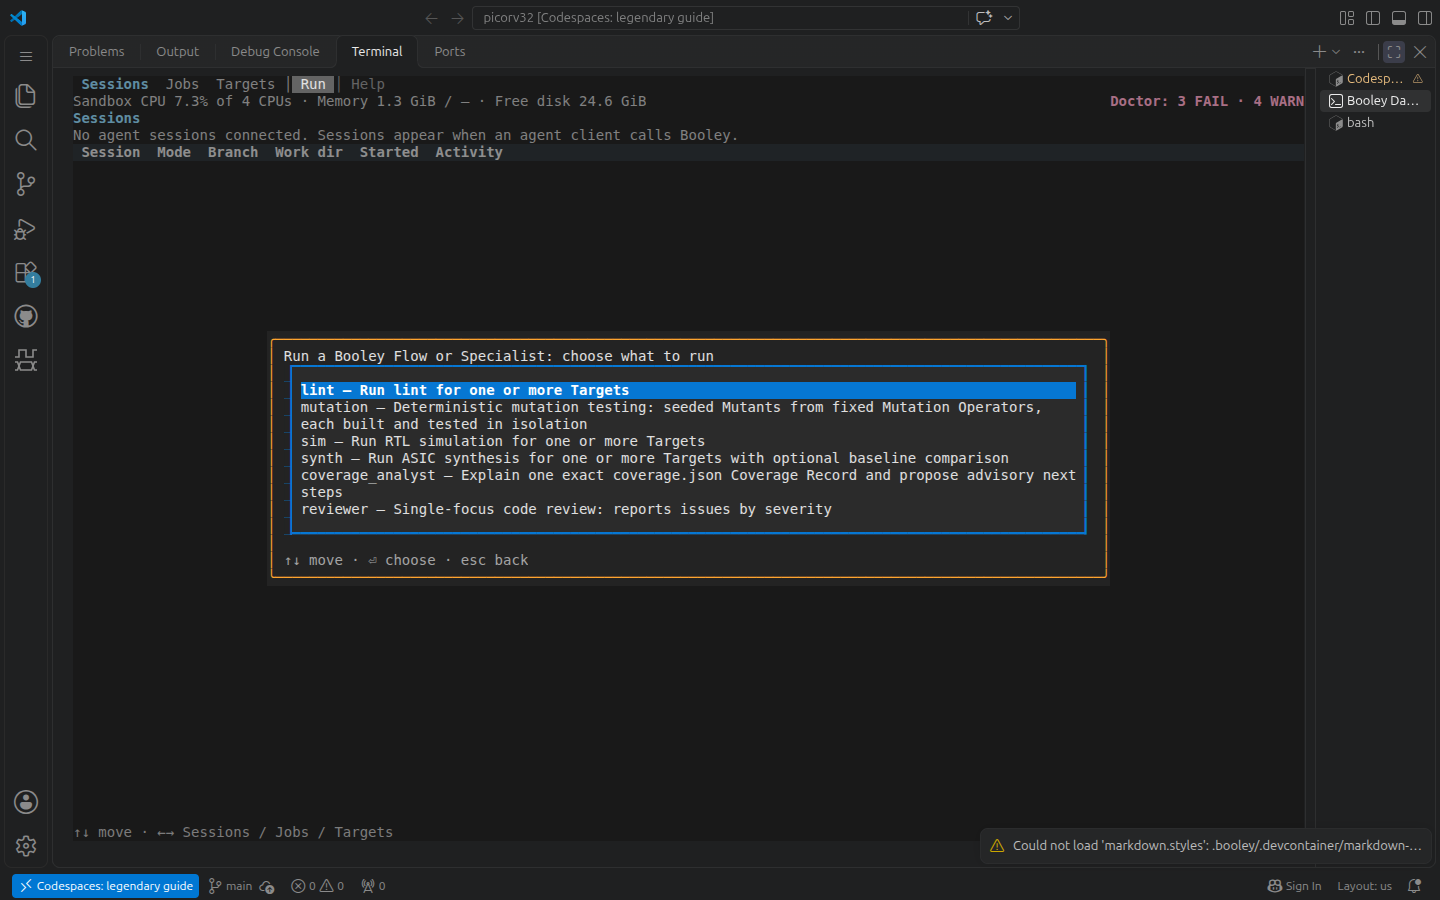 picorv32 [Codespaces: legendary guide]
Problems Output Debug Console Terminal Ports
Sessions Jobs Targets Run Help
Sandbox CPU 7.3% of 4 CPUs · Memory 1.3 GiB / — · Free disk 24.6 GiB
Doctor: 3 FAIL · 4 WARN
Sessions
No agent sessions connected. Sessions appear when an agent client calls Booley.
Session Mode Branch Work dir Started Activity
Codesp...
Booley Da...
bash
1
Run a Booley Flow or Specialist: choose what to run
lint — Run lint for one or more Targets
mutation — Deterministic mutation testing: seeded Mutants from fixed Mutation Operators,
each built and tested in isolation
sim — Run RTL simulation for one or more Targets
synth — Run ASIC synthesis for one or more Targets with optional baseline comparison
coverage_analyst — Explain one exact coverage.json Coverage Record and propose advisory next
steps
reviewer — Single-focus code review: reports issues by severity
↑↓ move · ⏎ choose · esc back
↑↓ move · ←→ Sessions / Jobs / Targets
Could not load 'markdown.styles': .booley/.devcontainer/markdown-...
Codespaces: legendary guide main 0 0 0 Sign In Layout: us